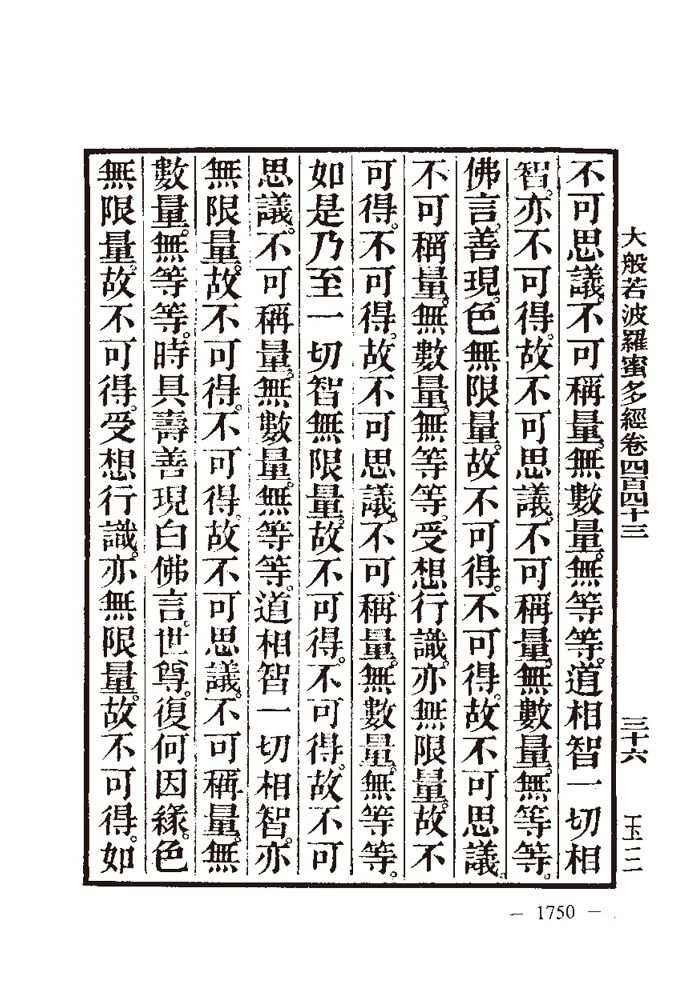 大般若波羅蜜多經卷四百四十三
三十六
玉二
不可思議。不可稱量。無數量。無等等。道相智一切相
智。亦不可得。故不可思議。不可稱量。無數量。無等等。
佛言。善現。色無限量。故不可得。不可得。故不可思議。
不可稱量。無數量。無等等。受想行識。亦無限量。故不
可得。不可得。故不可思議。不可稱量。無數量。無等等。
如是乃至一切智無限量。故不可得。不可得。故不可
思議。不可稱量。無數量。無等等。道相智一切相智。亦
無限量。故不可得。不可得。故不可思議。不可稱量。無
數量。無等等。時具壽善現白佛言。世尊。復何因緣。色
無限量。故不可得。受想行識。亦無限量。故不可得。如
— 1750 —